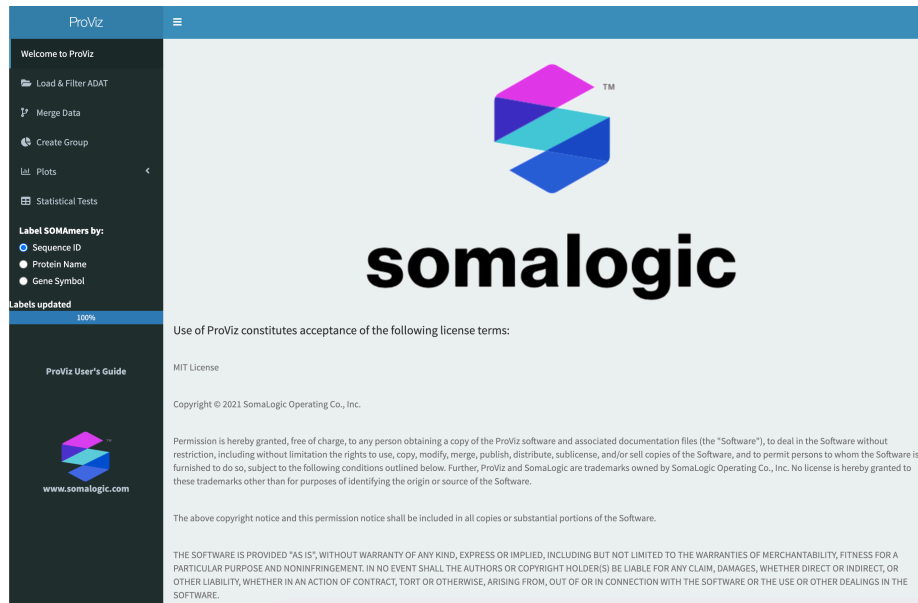 ProViz
Welcome to ProViz
Load & Filter ADAT
Merge Data
Create Group
Plots
Statistical Tests
Label SOMAmers by:
Sequence ID
Protein Name
Gene Symbol
Labels updated
100%
ProViz User's Guide
www.somalogic.com
TM
somalogic
Use of ProViz constitutes acceptance of the following license terms:
MIT License
Copyright © 2021 SomaLogic Operating Co., Inc.
Permission is hereby granted, free of charge, to any person obtaining a copy of the ProViz software and associated documentation files (the "Software"), to deal in the Software without
restriction, including without limitation the rights to use, copy, modify, merge, publish, distribute, sublicense, and/or sell copies of the Software, and to permit persons to whom the Software is
furnished to do so, subject to the following conditions outlined below. Further, ProViz and SomaLogic are trademarks owned by SomaLogic Operating Co., Inc. No license is hereby granted to
these trademarks other than for purposes of identifying the origin or source of the Software.
The above copyright notice and this permission notice shall be included in all copies or substantial portions of the Software.
THE SOFTWARE IS PROVIDED "AS IS", WITHOUT WARRANTY OF ANY KIND, EXPRESS OR IMPLIED, INCLUDING BUT NOT LIMITED TO THE WARRANTIES OF MERCHANTABILITY, FITNESS FOR A
PARTICULAR PURPOSE AND NONINFRINGEMENT. IN NO EVENT SHALL THE AUTHORS OR COPYRIGHT HOLDER(S) BE LIABLE FOR ANY CLAIM, DAMAGES, WHETHER DIRECT OR INDIRECT, OR
OTHER LIABILITY, WHETHER IN AN ACTION OF CONTRACT, TORT OR OTHERWISE, ARISING FROM, OUT OF OR IN CONNECTION WITH THE SOFTWARE OR THE USE OR OTHER DEALINGS IN THE
SOFTWARE.